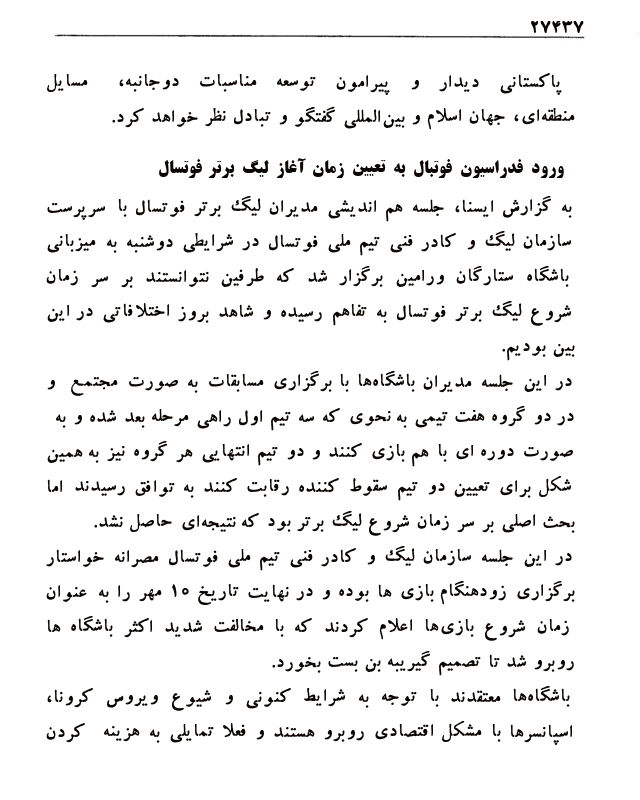 ۲۷۴۳۷
پاکستانی دیدار و پیرامون توسعه مناسبات دوجانبه، مسایل
منطقه‌ای، جهان اسلام و بین‌المللی گفتگو و تبادل نظر خواهد کرد.
ورود فدراسیون فوتبال به تعیین زمان آغاز لیگ برتر فوتسال
به گزارش ایسنا، جلسه هم اندیشی مدیران لیگ برتر فوتسال با سرپرست
سازمان لیگ و کادر فنی تیم ملی فوتسال در شرایطی دوشنبه به میزبانی
باشگاه ستارگان ورامین برگزار شد که طرفین نتوانستند بر سر زمان
شروع لیگ برتر فوتسال به تفاهم رسیده و شاهد بروز اختلافاتی در این
بین بودیم.
در این جلسه مدیران باشگاه‌ها با برگزاری مسابقات به صورت مجتمع و
در دو گروه هفت تیمی به نحوی که سه تیم اول راهی مرحله بعد شده و به
صورت دوره ای با هم بازی کنند و دو تیم انتهایی هر گروه نیز به همین
شکل برای تعیین دو تیم سقوط کننده رقابت کنند به توافق رسیدند اما
بحث اصلی بر سر زمان شروع لیگ برتر بود که نتیجه‌ای حاصل نشد.
در این جلسه سازمان لیگ و کادر فنی تیم ملی فوتسال مصرانه خواستار
برگزاری زودهنگام بازی ها بوده و در نهایت تاریخ ۱۵ مهر را به عنوان
زمان شروع بازی‌ها اعلام کردند که با مخالفت شدید اکثر باشگاه ها
روبرو شد تا تصمیم گیریبه بن بست بخورد.
باشگاه‌ها معتقدند با توجه به شرایط کنونی و شیوع ویروس کرونا،
اسپانسرها با مشکل اقتصادی روبرو هستند و فعلا تمایلی به هزینه کردن